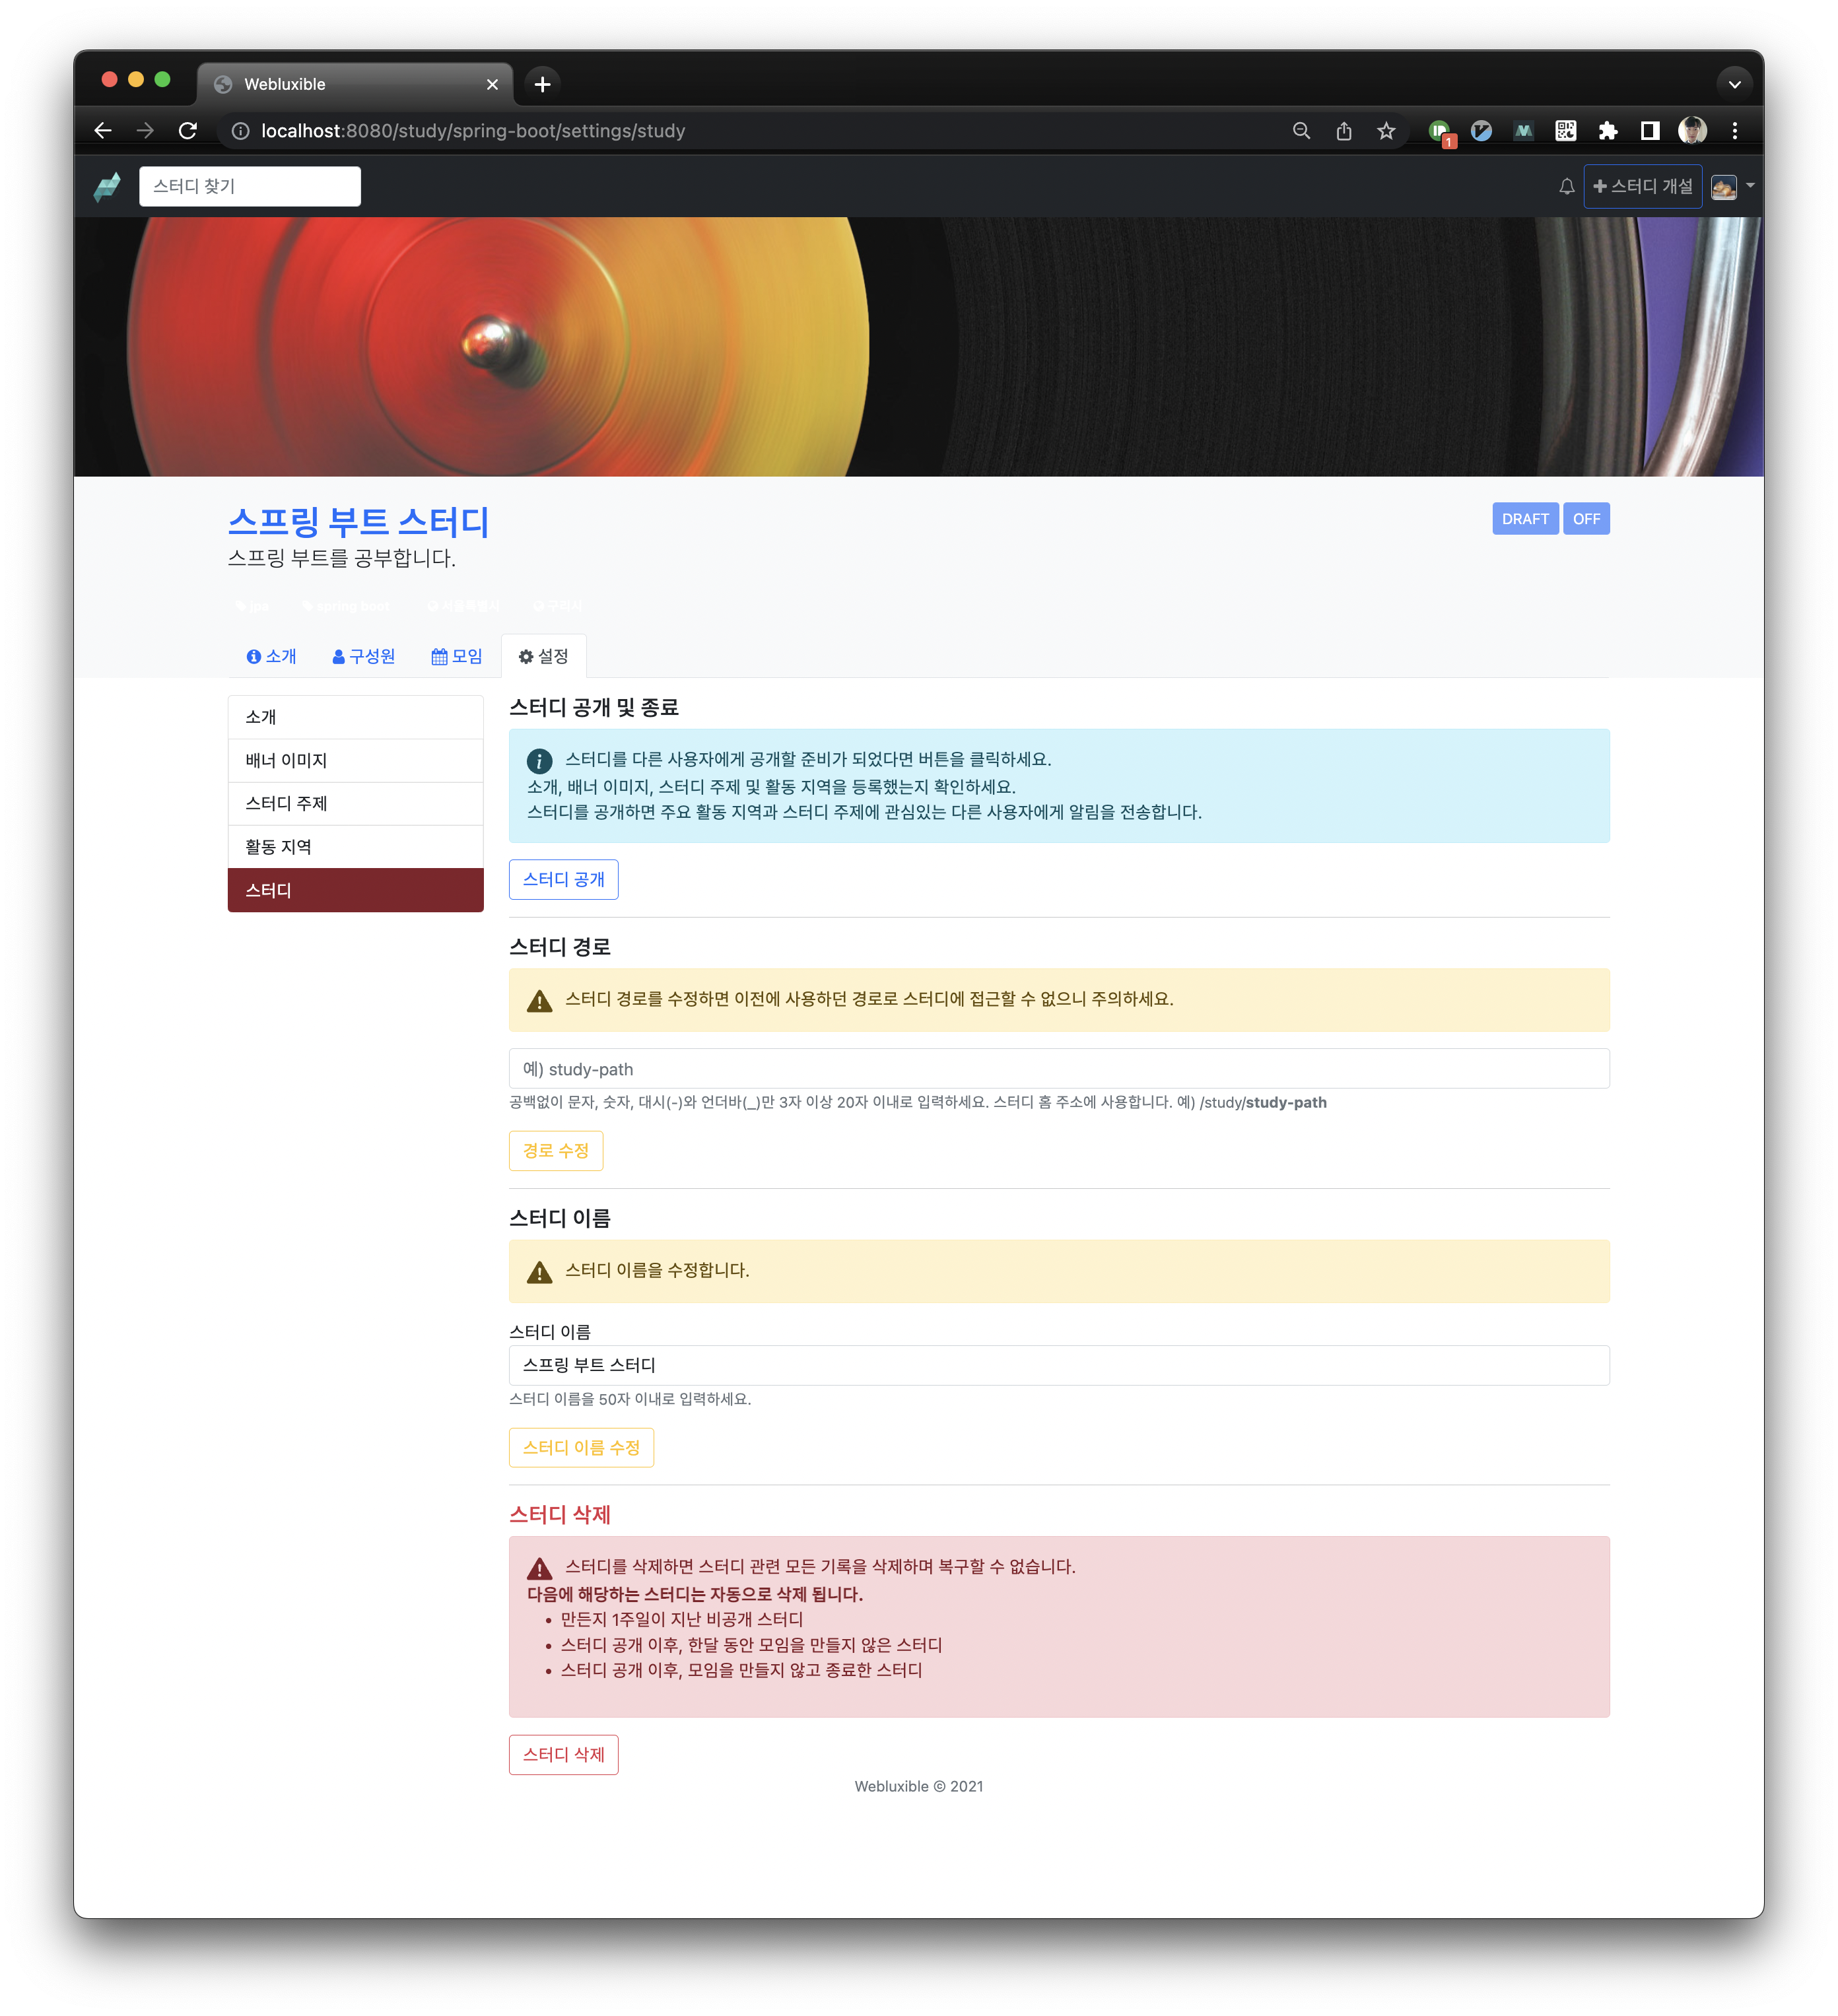 Webluxible
localhost:8080/study/spring-boot/settings/study
1
스터디 찾기
스터디 개설
스프링 부트 스터디
DRAFT OFF
스프링 부트를 공부합니다.
jpa spring boot 서울특별시 구리시
소개 구성원 모임 설정
소개
배너 이미지
스터디 주제
활동 지역
스터디
스터디 공개 및 종료
스터디를 다른 사용자에게 공개할 준비가 되었다면 버튼을 클릭하세요.
소개, 배너 이미지, 스터디 주제 및 활동 지역을 등록했는지 확인하세요.
스터디를 공개하면 주요 활동 지역과 스터디 주제에 관심있는 다른 사용자에게 알림을 전송합니다.
스터디 공개
스터디 경로
스터디 경로를 수정하면 이전에 사용하던 경로로 스터디에 접근할 수 없으니 주의하세요.
예) study-path
공백없이 문자, 숫자, 대시(-)와 언더바(_)만 3자 이상 20자 이내로 입력하세요. 스터디 홈 주소에 사용합니다. 예) /study/study-path
경로 수정
스터디 이름
스터디 이름을 수정합니다.
스터디 이름
스프링 부트 스터디
스터디 이름을 50자 이내로 입력하세요.
스터디 이름 수정
스터디 삭제
스터디를 삭제하면 스터디 관련 모든 기록을 삭제하며 복구할 수 없습니다.
다음에 해당하는 스터디는 자동으로 삭제 됩니다.
• 만든지 1주일이 지난 비공개 스터디
• 스터디 공개 이후, 한달 동안 모임을 만들지 않은 스터디
• 스터디 공개 이후, 모임을 만들지 않고 종료한 스터디
스터디 삭제
Webluxible © 2021